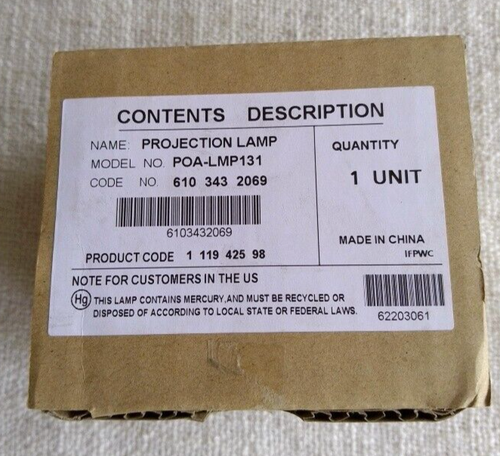 CONTENTS DESCRIPTION
NAME: PROJECTION LAMP
MODEL NO. POA-LMP131
CODE NO. 610 343 2069
6103432069
PRODUCT CODE 1 119 425 98
QUANTITY
1 UNIT
MADE IN CHINA
IFPWC
NOTE FOR CUSTOMERS IN THE US
Hg THIS LAMP CONTAINS MERCURY,AND MUST BE RECYCLED OR
DISPOSED OF ACCORDING TO LOCAL STATE OR FEDERAL LAWS.
62203061